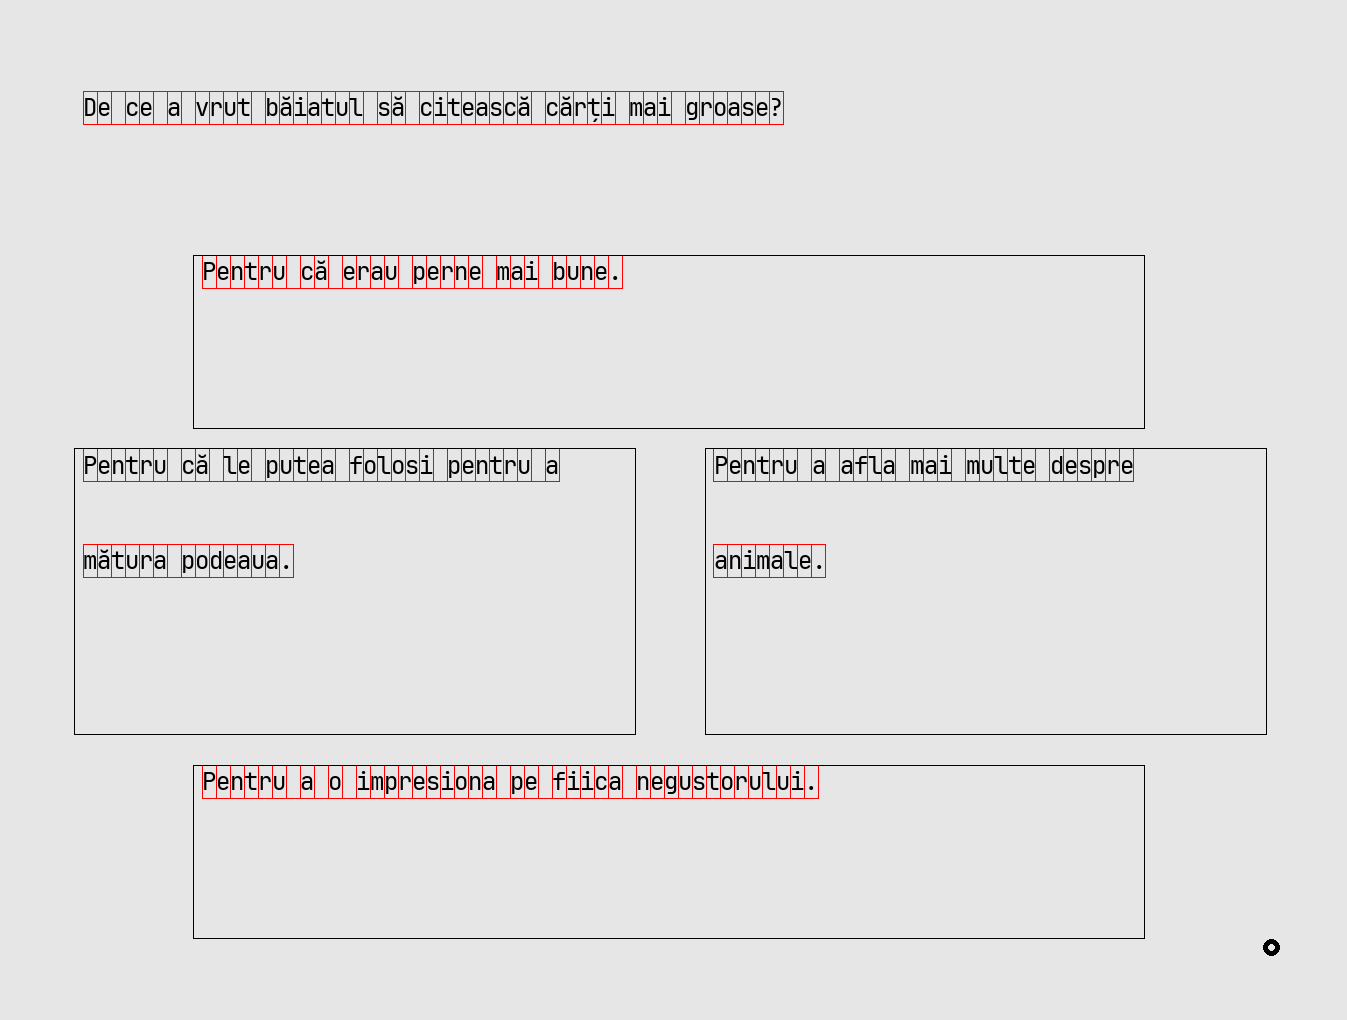 De ce a vrut băiatul să citească cărți mai groase?
Pentru că erau perne mai bune.
Pentru că le putea folosi pentru a
mătura podeaua.
Pentru a afla mai multe despre
animale.
Pentru a o impresiona pe fiica negustorului.